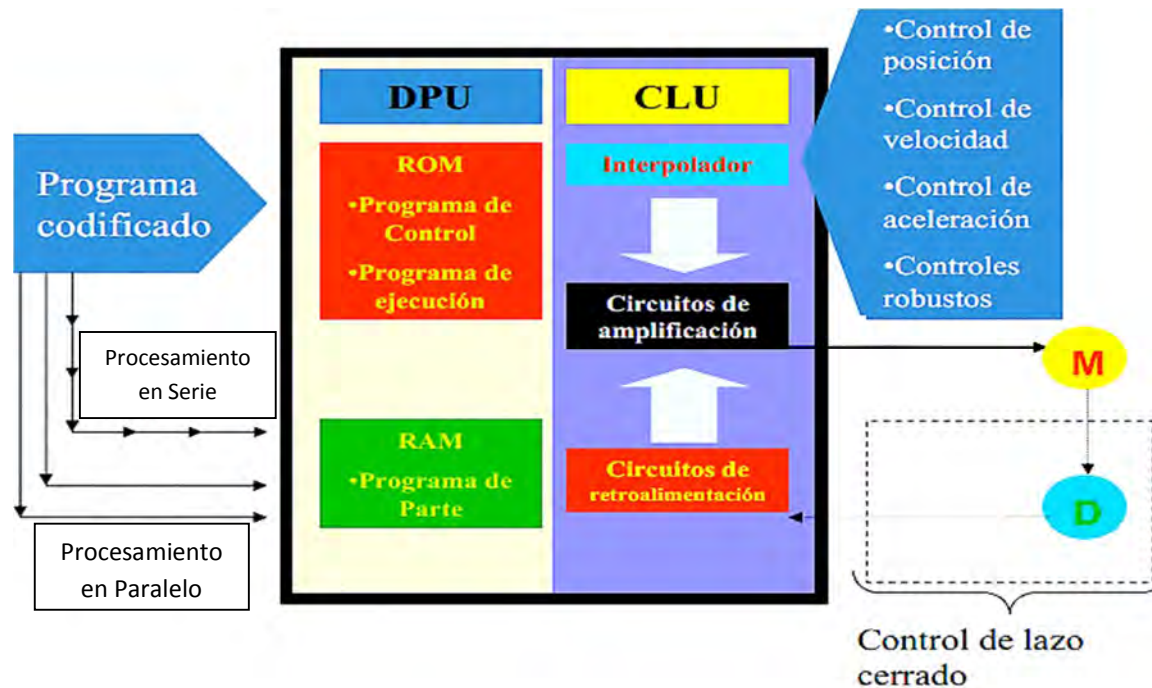 Programa
codificado
Procesamiento
en Serie
Procesamiento
en Paralelo
DPU
ROM
•Programa de
Control
•Programa de
ejecución
RAM
•Programa de
Parte
CLU
Interpolador
Circuitos de
amplificación
Circuitos de
retroalimentación
•Control de
posición
•Control de
velocidad
•Control de
aceleración
•Controles
robustos
M
D
Control de lazo
cerrado